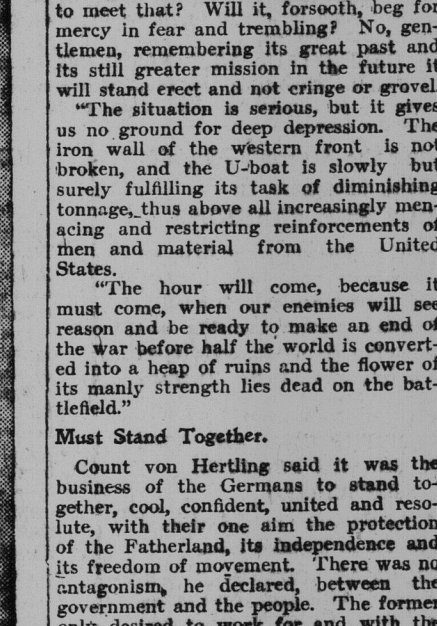 to meet that? Will it, forsooth, beg for
mercy in fear and trembling? No, gen-
tlemen, remembering its great past and
its still greater mission in the future it
will stand erect and not cringe or grovel.
"The situation is serious, but it gives
us no ground for deep depression. The
iron wall of the western front is not
broken, and the U-boat is slowly but
surely fulfilling its task of diminishing
tonnage, thus above all increasingly men-
acing and restricting reinforcements of
men and material from the United
States.
"The hour will come, because it
must come, when our enemies will see
reason and be ready to make an end of
the war before half the world is convert-
ed into a heap of ruins and the flower of
its manly strength lies dead on the bat-
tlefield."
Must Stand Together.
Count von Hertling said it was the
business of the Germans to stand to-
gether, cool, confident, united and reso-
lute, with their one aim the protection
of the Fatherland, its independence and
its freedom of movement. There was no
antagonism, he declared, between the
government and the people. The former
only desired to work for and with the